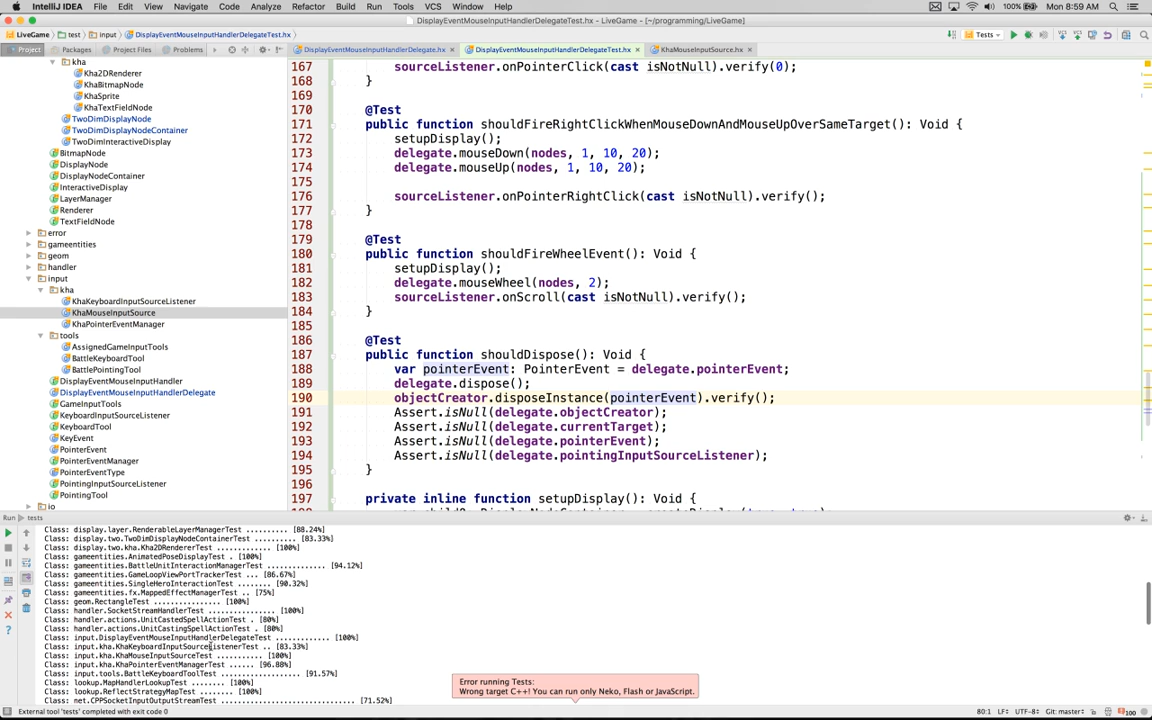 IntelliJ IDEA File Edit View Navigate Code Analyze Refactor Build Run Tools VCS Window Help 100% Mon 8:59 AM
DisplayEventMouseInputHandlerDelegateTest.hx - LiveGame - [~/programming/LiveGame]
LiveGame test input DisplayEventMouseInputHandlerDelegateTest.hx Tests
Project Packages Project Files Problems DisplayEventMouseInputHandlerDelegate.hx DisplayEventMouseInputHandlerDelegateTest.hx KhaMouseInputSource.hx
kha
Kha2DRenderer
KhaBitmapNode
KhaSprite
KhaTextFieldNode
TwoDimDisplayNode
TwoDimDisplayNodeContainer
TwoDimInteractiveDisplay
BitmapNode
DisplayNode
DisplayNodeContainer
InteractiveDisplay
LayerManager
Renderer
TextFieldNode
error
gameentities
geom
handler
input
kha
KhaKeyboardInputSourceListener
KhaMouseInputSource
KhaPointerEventManager
tools
AssignedGameInputTools
BattleKeyboardTool
BattlePointingTool
DisplayEventMouseInputHandler
DisplayEventMouseInputHandlerDelegate
GameInputTools
KeyboardInputSourceListener
KeyboardTool
KeyEvent
PointerEvent
PointerEventManager
PointerEventType
PointingInputSourceListener
PointingTool
io
167 sourceListener.onPointerClick(cast isNotNull).verify(0);
168 }
169
170 @Test
171 public function shouldFireRightClickWhenMouseDownAndMouseUpOverSameTarget(): Void {
172 setupDisplay();
173 delegate.mouseDown(nodes, 1, 10, 20);
174 delegate.mouseUp(nodes, 1, 10, 20);
175
176 sourceListener.onPointerRightClick(cast isNotNull).verify();
177 }
178
179 @Test
180 public function shouldFireWheelEvent(): Void {
181 setupDisplay();
182 delegate.mouseWheel(nodes, 2);
183 sourceListener.onScroll(cast isNotNull).verify();
184 }
185
186 @Test
187 public function shouldDispose(): Void {
188 var pointerEvent: PointerEvent = delegate.pointerEvent;
189 delegate.dispose();
190 objectCreator.disposeInstance(pointerEvent).verify();
191 Assert.isNull(delegate.objectCreator);
192 Assert.isNull(delegate.currentTarget);
193 Assert.isNull(delegate.pointerEvent);
194 Assert.isNull(delegate.pointingInputSourceListener);
195 }
196
197 private inline function setupDisplay(): Void {
Run tests
Class: display.layer.RenderableLayerManagerTest .......... [88.24%]
Class: display.two.TwoDimDisplayNodeContainerTest .......... [83.33%]
Class: display.two.kha.Kha2DRendererTest ........... [100%]
Class: gameentities.AnimatedPoseDisplayTest . [100%]
Class: gameentities.BattleUnitInteractionManagerTest ................ [94.12%]
Class: gameentities.GameLoopViewPortTrackerTest ... [86.67%]
Class: gameentities.SingleHeroInteractionTest ........ [90.32%]
Class: gameentities.fx.MappedEffectManagerTest .. [75%]
Class: geom.RectangleTest ................. [100%]
Class: handler.SocketStreamHandlerTest ............ [100%]
Class: handler.actions.UnitCastedSpellActionTest . [80%]
Class: handler.actions.UnitCastingSpellActionTest . [80%]
Class: input.DisplayEventMouseInputHandlerDelegateTest ............. [100%]
Class: input.kha.KhaKeyboardInputSourceListenerTest .. [83.33%]
Class: input.kha.KhaMouseInputSourceTest ....... [100%]
Class: input.kha.KhaPointerEventManagerTest ...... [96.88%]
Class: input.tools.BattleKeyboardToolTest ........... [91.57%]
Class: lookup.MapHandlerLookupTest .... [100%]
Class: lookup.ReflectStrategyMapTest ........ [100%]
Class: net.CPPSocketInputOutputStreamTest ....................... [71.52%]
Error running Tests:
Wrong target C++! You can run only Neko, Flash or JavaScript.
External tool 'tests' completed with exit code 0 80:1 LF÷ UTF-8÷ Git: master÷ 100